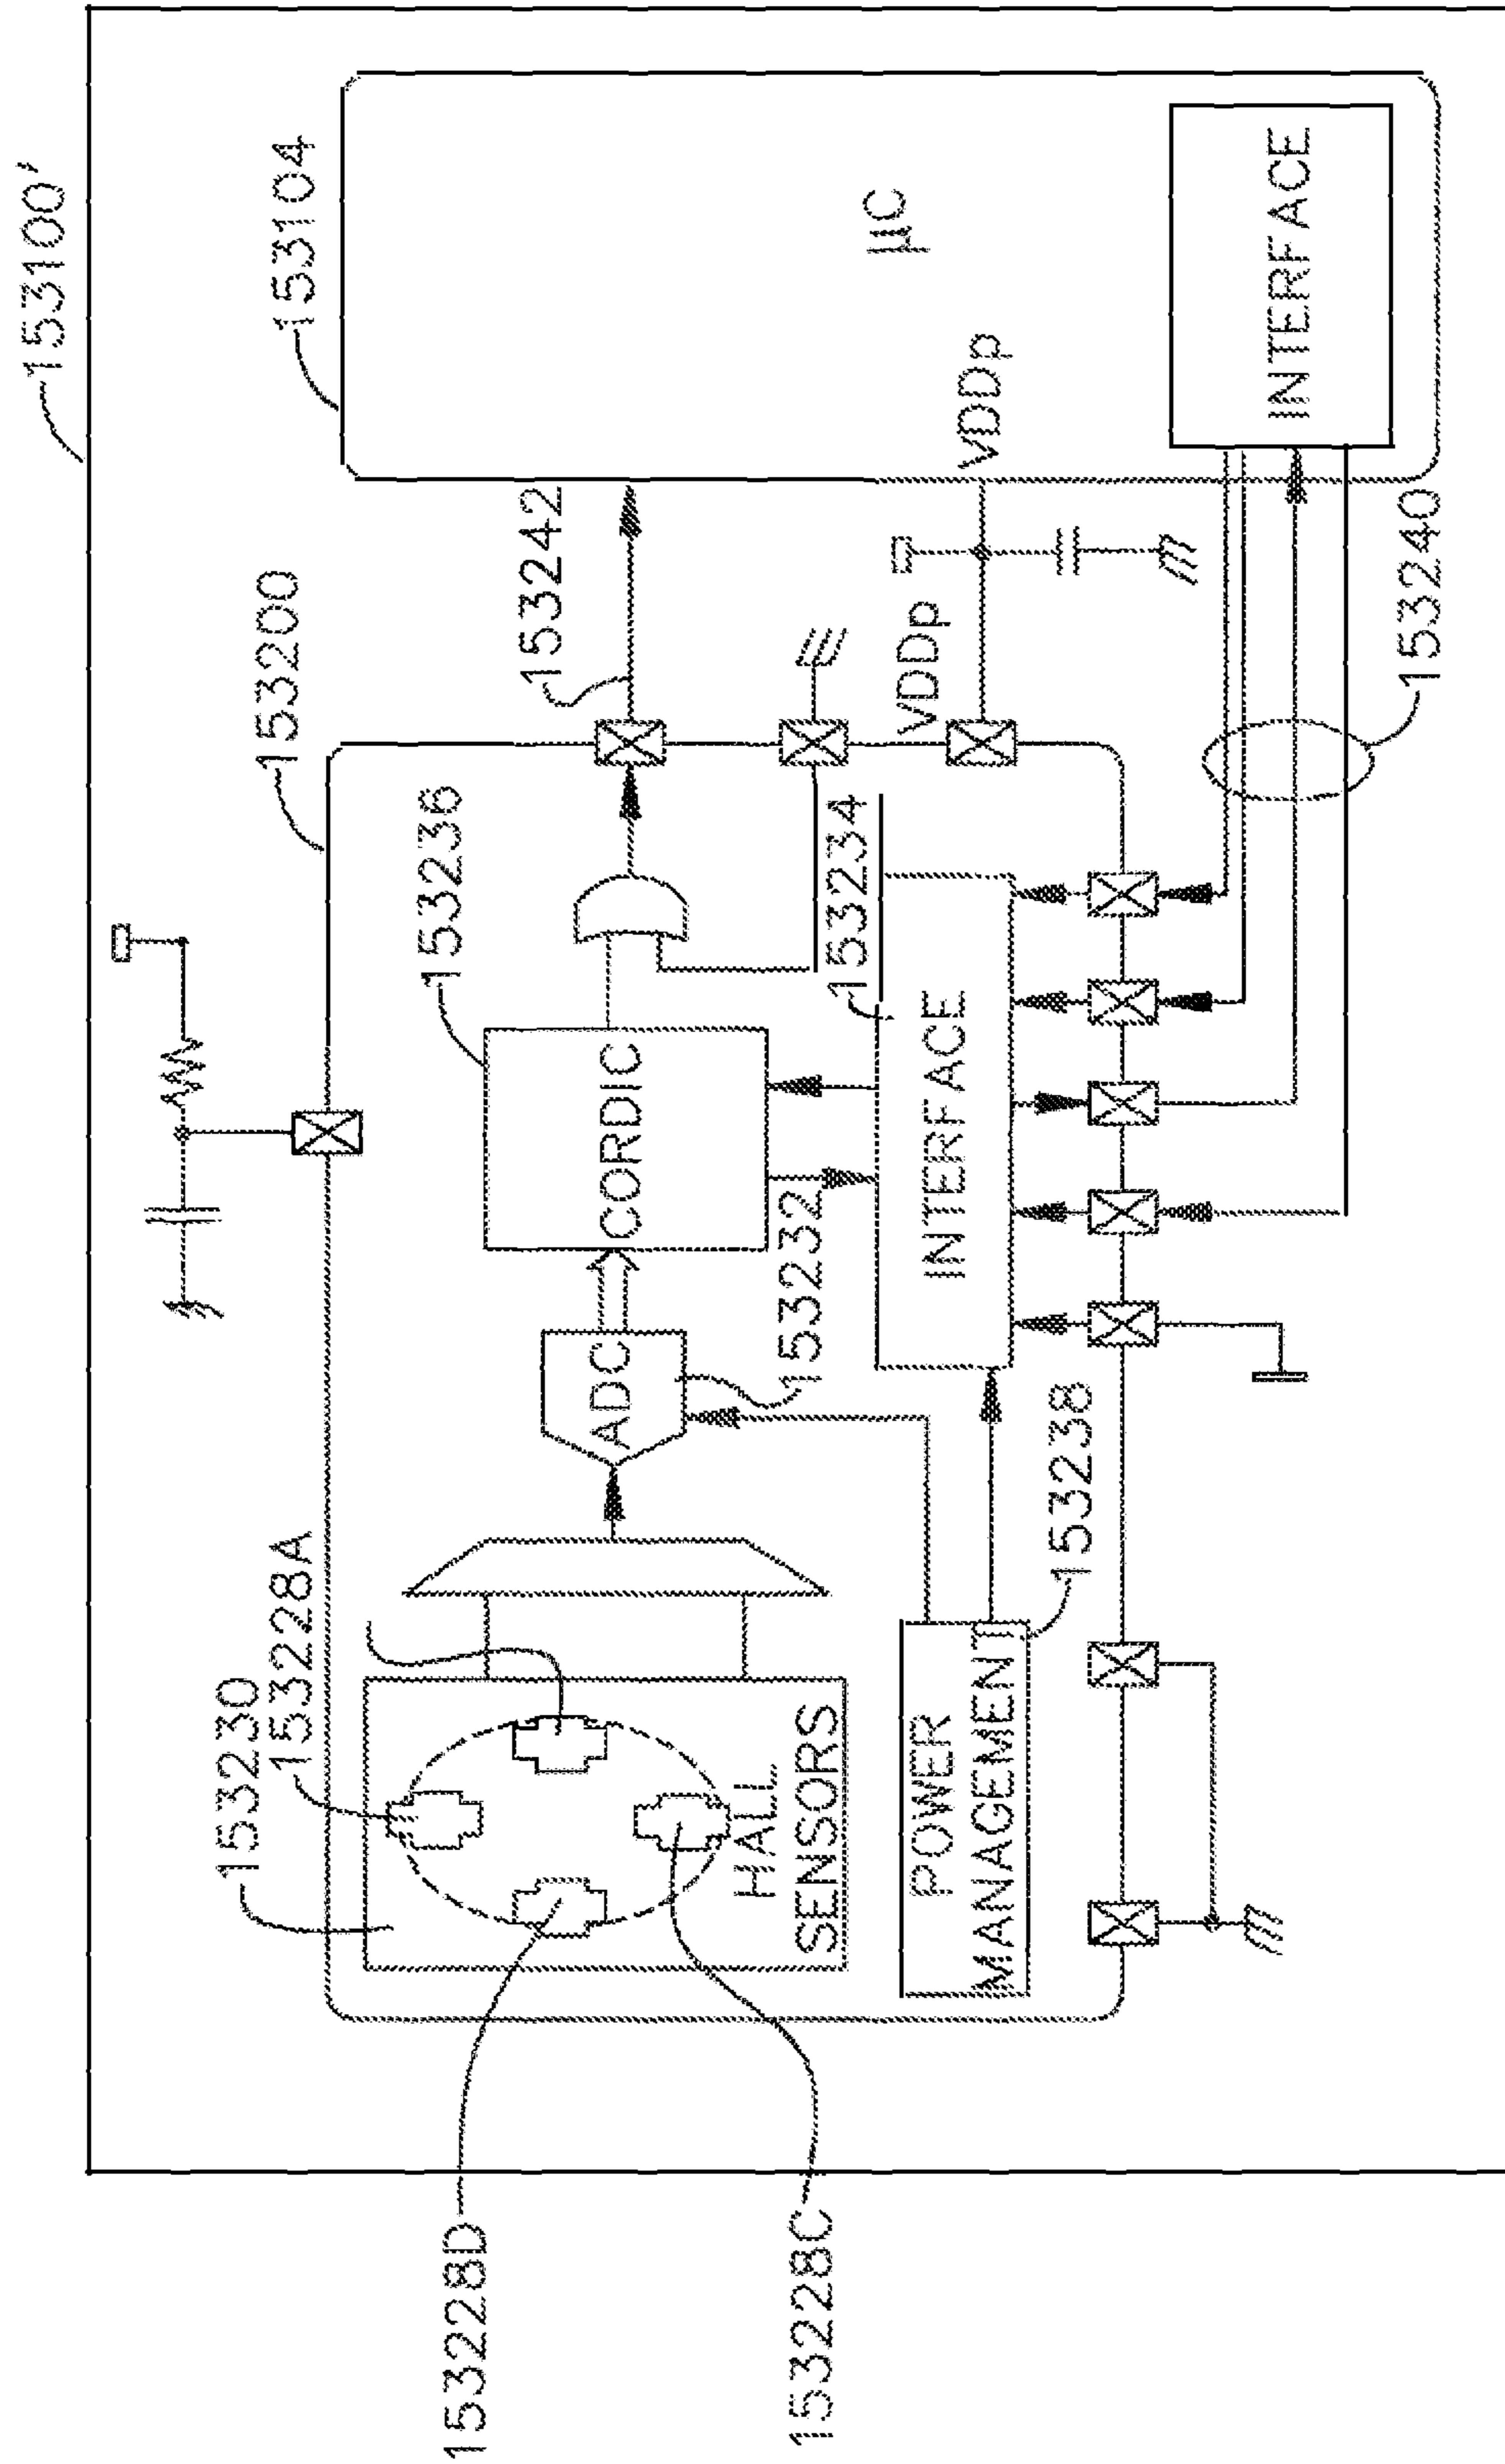 153100'
153104
153200
153242
µC
153236
VDDp
VDDp
153234
INTERFACE
153240
CORDIC
INTERFACE
ADC
153232
153238
153228A
153230
HALL
SENSORS
POWER
MANAGEMENT
153228D
153228C